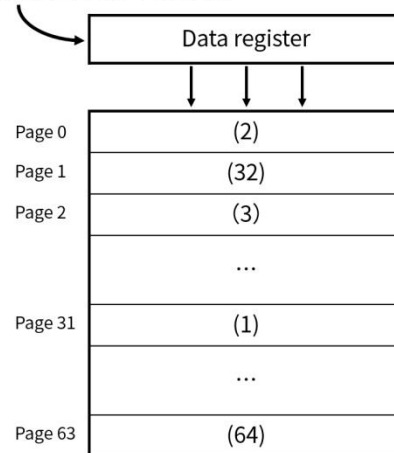 Data register
Page 0 (2)
Page 1 (32)
Page 2 (3)
...
Page 31 (1)
...
Page 63 (64)